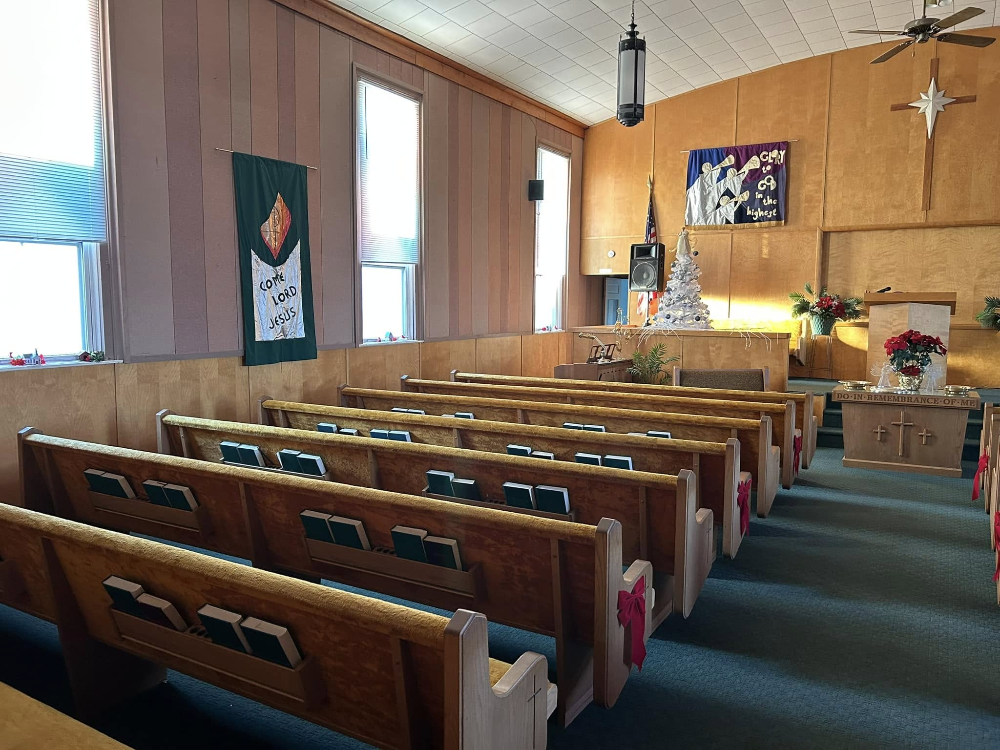 COME
LORD
JESUS
GLORY
to
GOD
in the
highest
DO·IN·REMEMBRANCE·OF·ME